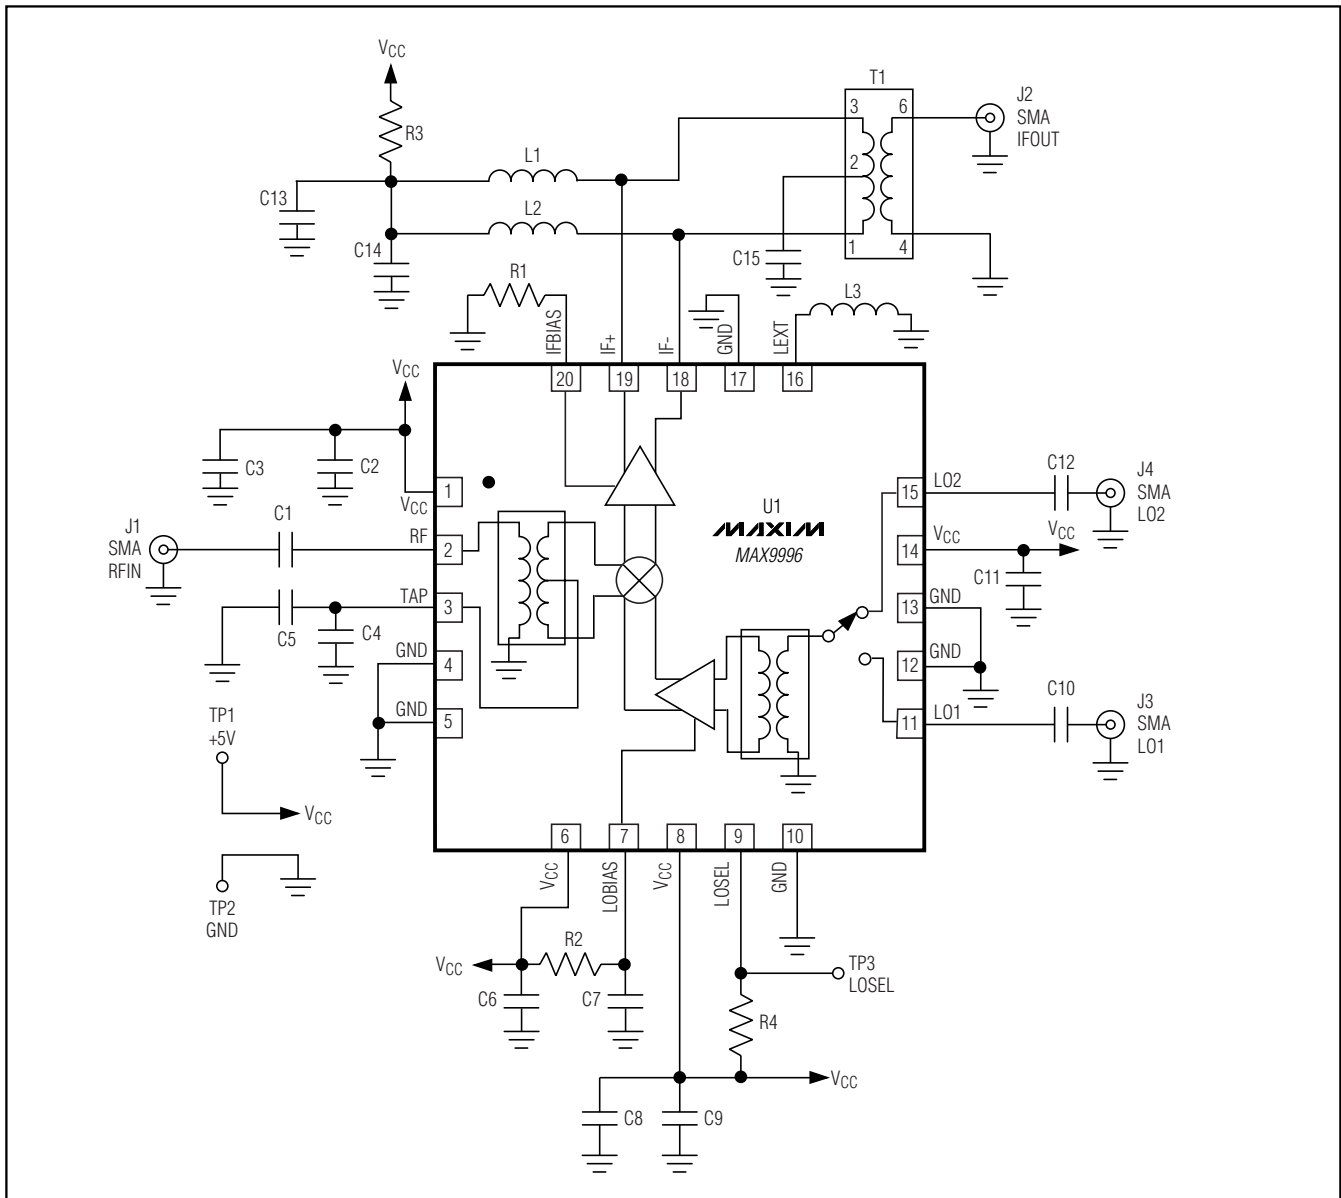 VCC
R3
C13
C14
L1
L2
T1
3
2
1
6
4
J2
SMA
IFOUT
C15
R1
L3
IFBIAS
IF+
IF-
GND
LEXT
20
19
18
17
16
VCC
C3
C2
1
VCC
J1
SMA
RFIN
C1
RF
2
TAP
3
C5
C4
GND
4
GND
5
U1
MAXIM
MAX9996
15
LO2
C12
J4
SMA
LO2
14
VCC
VCC
C11
13
GND
12
GND
11
LO1
C10
J3
SMA
LO1
TP1
+5V
VCC
TP2
GND
6
7
8
9
10
VCC
LOBIAS
VCC
LOSEL
GND
VCC
R2
C6
C7
TP3
LOSEL
R4
VCC
C8
C9